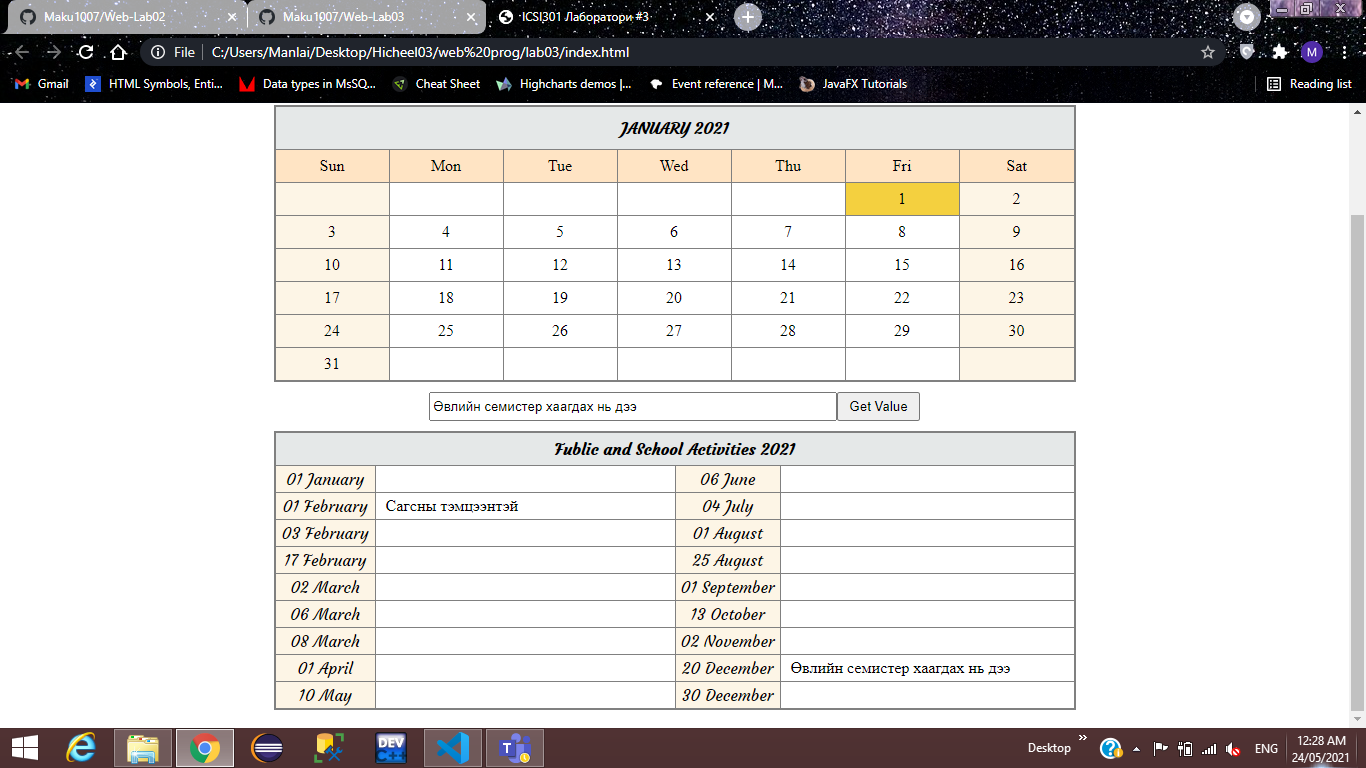 Maku1007/Web-Lab02
Maku1007/Web-Lab03
ICSI301 Лаборатори #3
File C:/Users/Manlai/Desktop/Hicheel03/web%20prog/lab03/index.html M
Gmail HTML Symbols, Enti... Data types in MsSQ... Cheat Sheet Highcharts demos |... Event reference | M... JavaFX Tutorials Reading list
JANUARY 2021
Sun Mon Tue Wed Thu Fri Sat
1 2
3 4 5 6 7 8 9
10 11 12 13 14 15 16
17 18 19 20 21 22 23
24 25 26 27 28 29 30
31
Өвлийн семистер хаагдах нь дээ Get Value
Public and School Activities 2021
01 January 06 June
01 February Сагсны тэмцээнтэй 04 July
03 February 01 August
17 February 25 August
02 March 01 September
06 March 13 October
08 March 02 November
01 April 20 December Өвлийн семистер хаагдах нь дээ
10 May 30 December
DEV C++
Desktop ENG 12:28 AM
24/05/2021